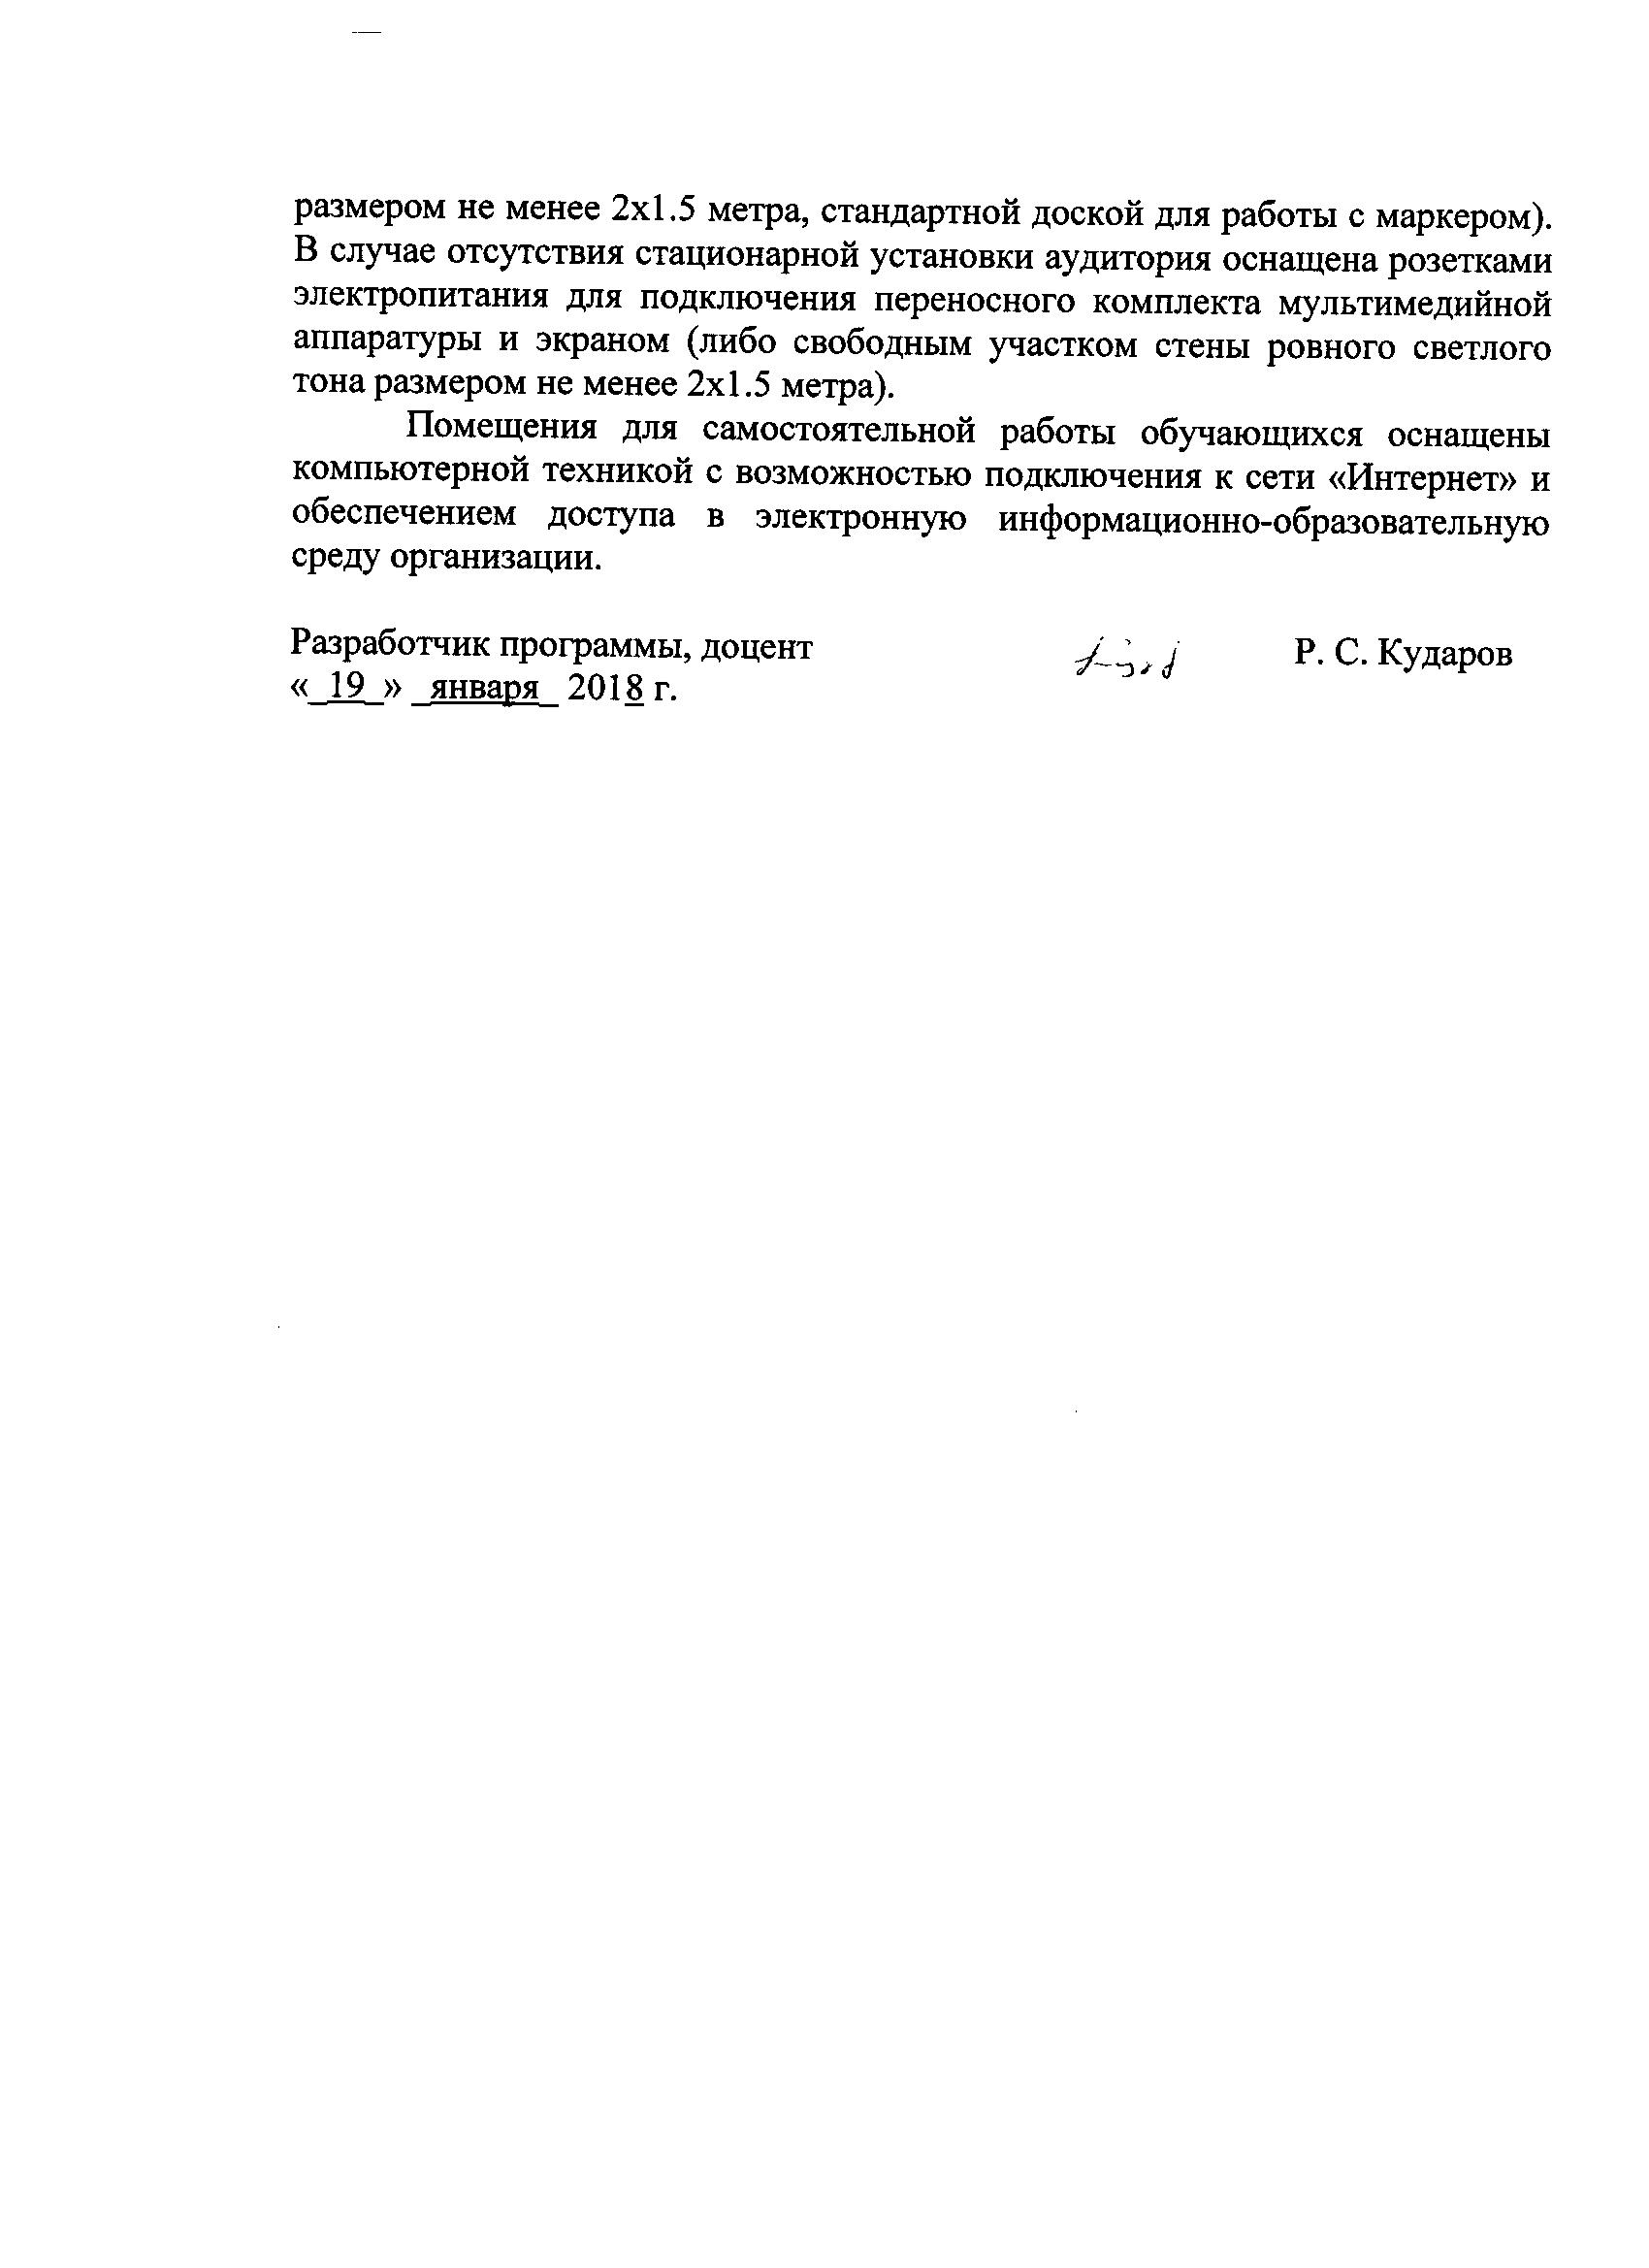 размером не менее 2х1.5 метра, стандартной доской для работы с маркером).
В случае отсутствия стационарной установки аудитория оснащена розетками
электропитания для подключения переносного комплекта мультимедийной
аппаратуры и экраном (либо свободным участком стены ровного светлого
тона размером не менее 2х1.5 метра).
Помещения для самостоятельной работы обучающихся оснащены
компьютерной техникой с возможностью подключения к сети «Интернет» и
обеспечением доступа в электронную информационно-образовательную
среду организации.
Разработчик программы, доцент Р. С. Кударов
«_19_» _января_ 2018 г.